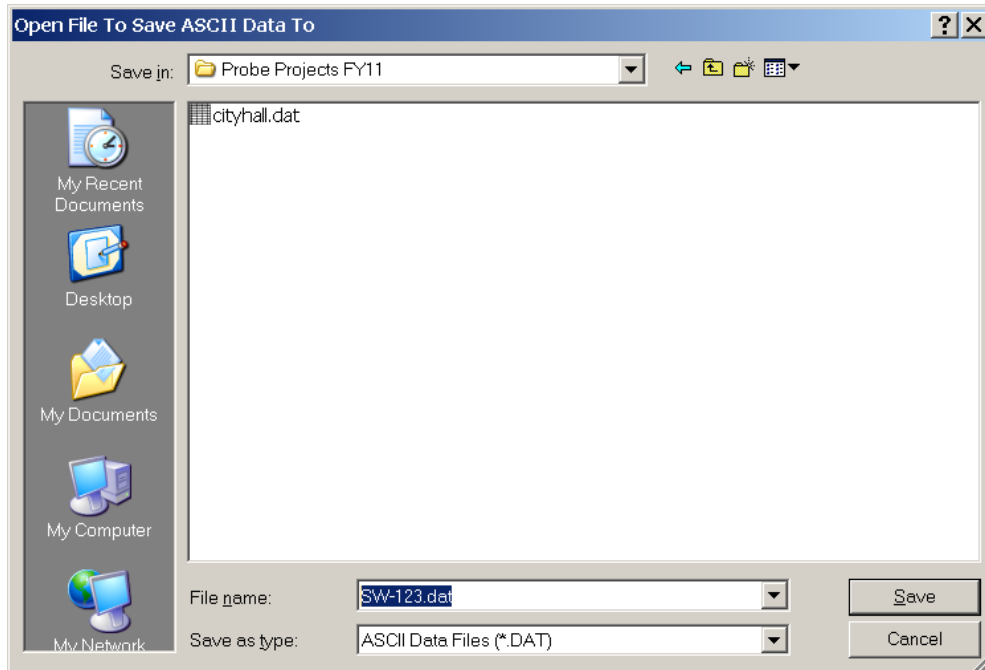 Open File To Save ASCII Data To
Save in:
Probe Projects FY11
cityhall.dat
My Recent
Documents
Desktop
My Documents
My Computer
My Network
File name:
SW-123.dat
Save
Save as type:
ASCII Data Files (*.DAT)
Cancel